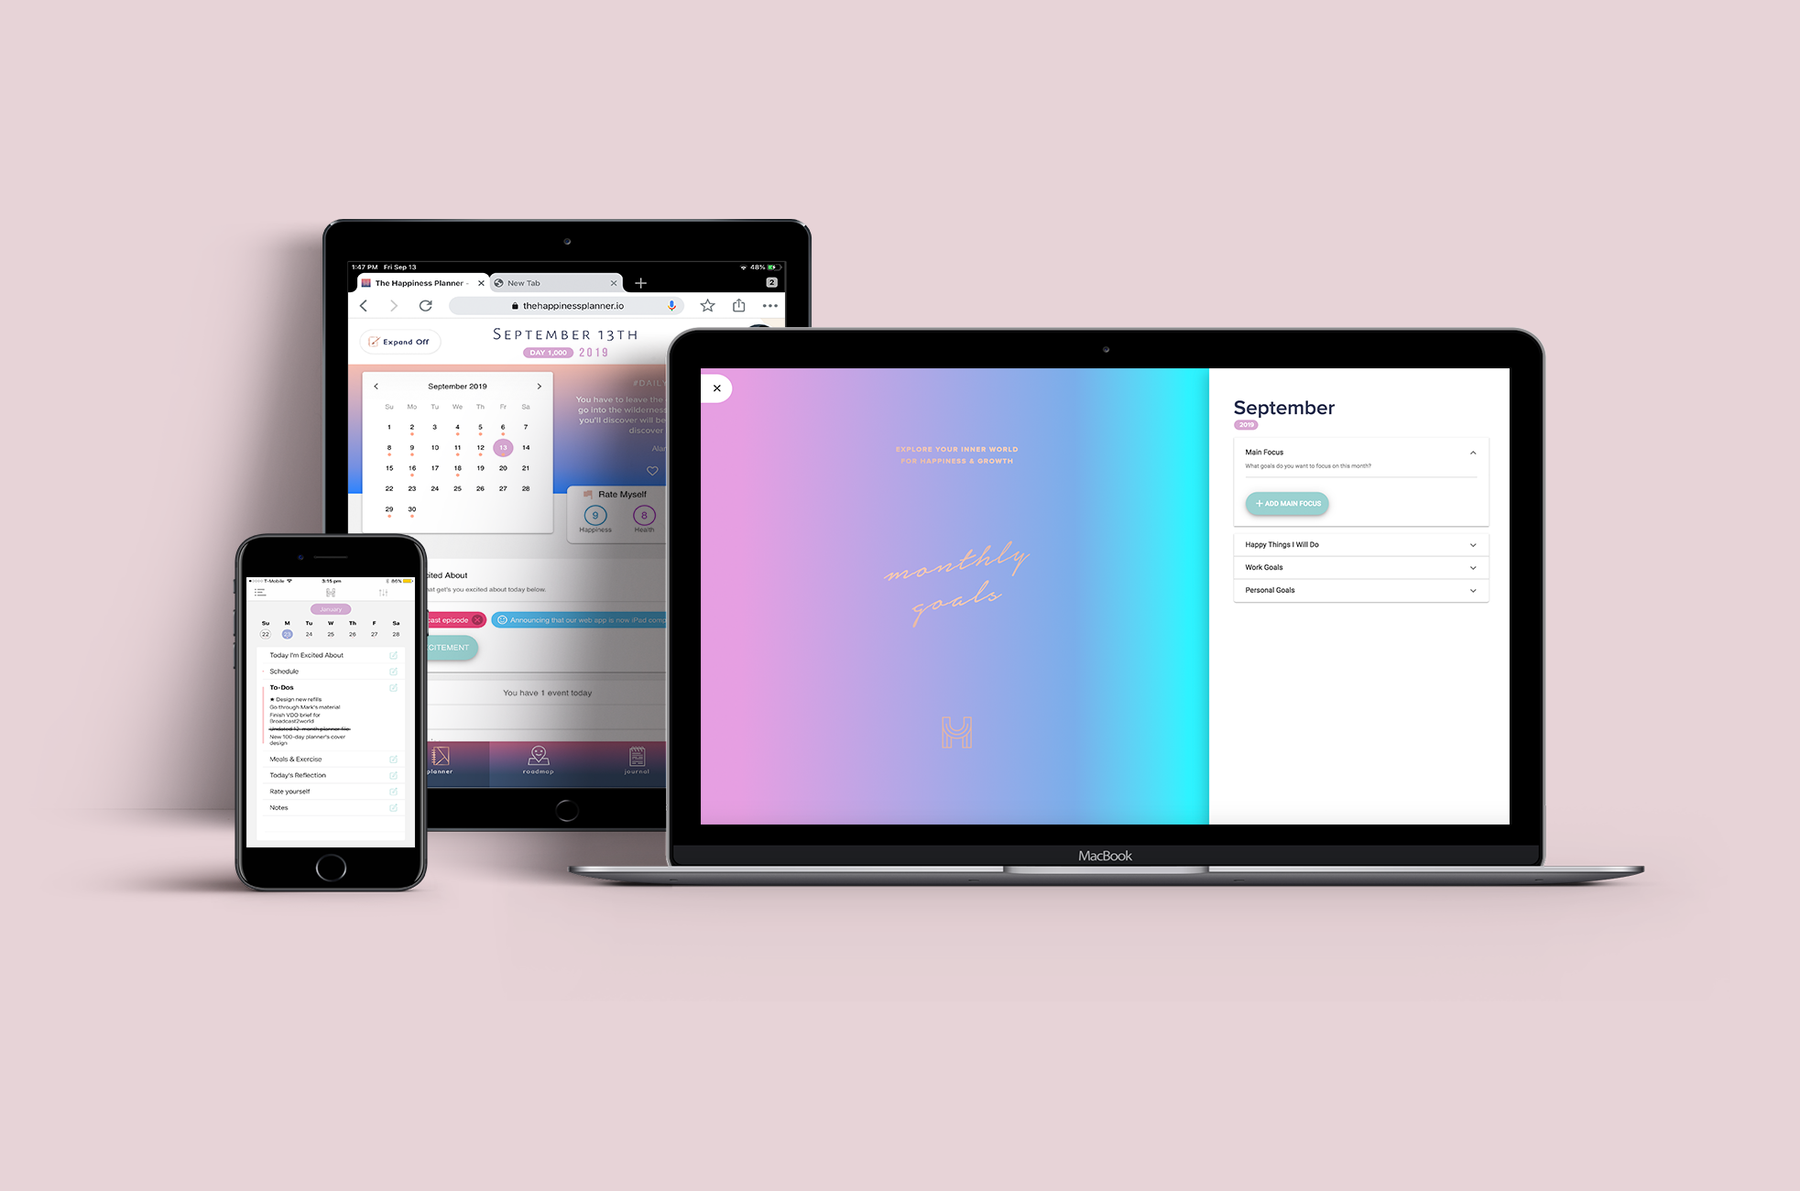 1:47 PM Fri Sep 13
48%
The Happiness Planner -
New Tab
2
thehappinessplanner.io
Expand Off
SEPTEMBER 13TH
DAY 1,000 2019
September 2019
Su Mo Tu We Th Fr Sa
1 2 3 4 5 6 7
8 9 10 11 12 13 14
15 16 17 18 19 20 21
22 23 24 25 26 27 28
29 30
#DAILY
You have to leave the
go into the wilderness
you'll discover will be
discover
Alan
Rate Myself
9 8
Happiness Health
cited About
hat get's you excited about today below.
cast episode
Announcing that our web app is now iPad comp
CITEMENT
You have 1 event today
planner roadmap journal
T-Mobile 3:15 pm 86%
January
Su M Tu W Th F Sa
22 23 24 25 26 27 28
Today I'm Excited About
Schedule
To-Dos
★ Design new refills
Go through Mark's material
Finish VDO brief for
Broadcast2world
Undated 12-month planner file
New 100-day planner's cover
design
Meals & Exercise
Today's Reflection
Rate yourself
Notes
EXPLORE YOUR INNER WORLD
FOR HAPPINESS & GROWTH
monthly
goals
H
September
2019
Main Focus
What goals do you want to focus on this month?
+ ADD MAIN FOCUS
Happy Things I Will Do
Work Goals
Personal Goals
MacBook